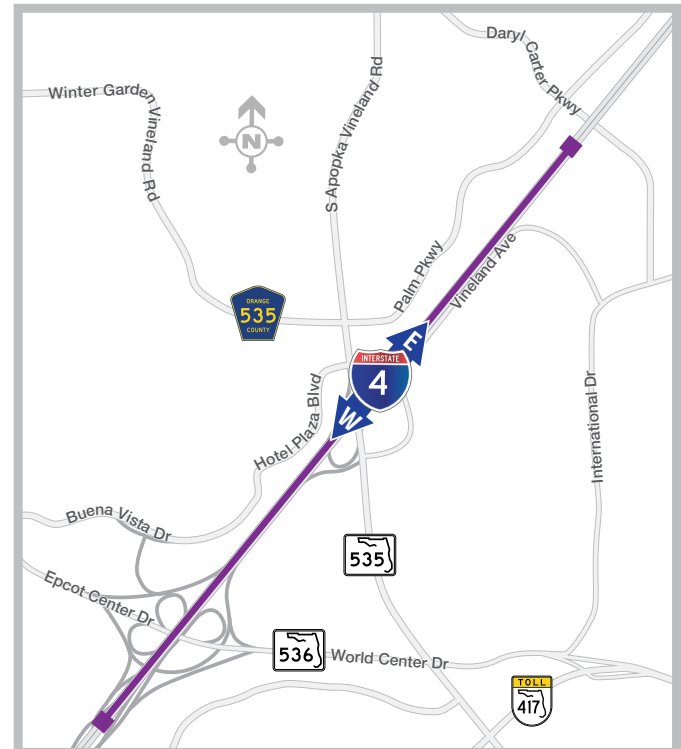 Daryl Carter Pkwy
Winter Garden Vineland Rd
S Apopka Vineland Rd
N
Palm Pkwy
Vineland Ave
ORANGE
535
COUNTY
E
INTERSTATE
4
W
Hotel Plaza Blvd
International Dr
Buena Vista Dr
535
Epcot Center Dr
536
World Center Dr
TOLL
417